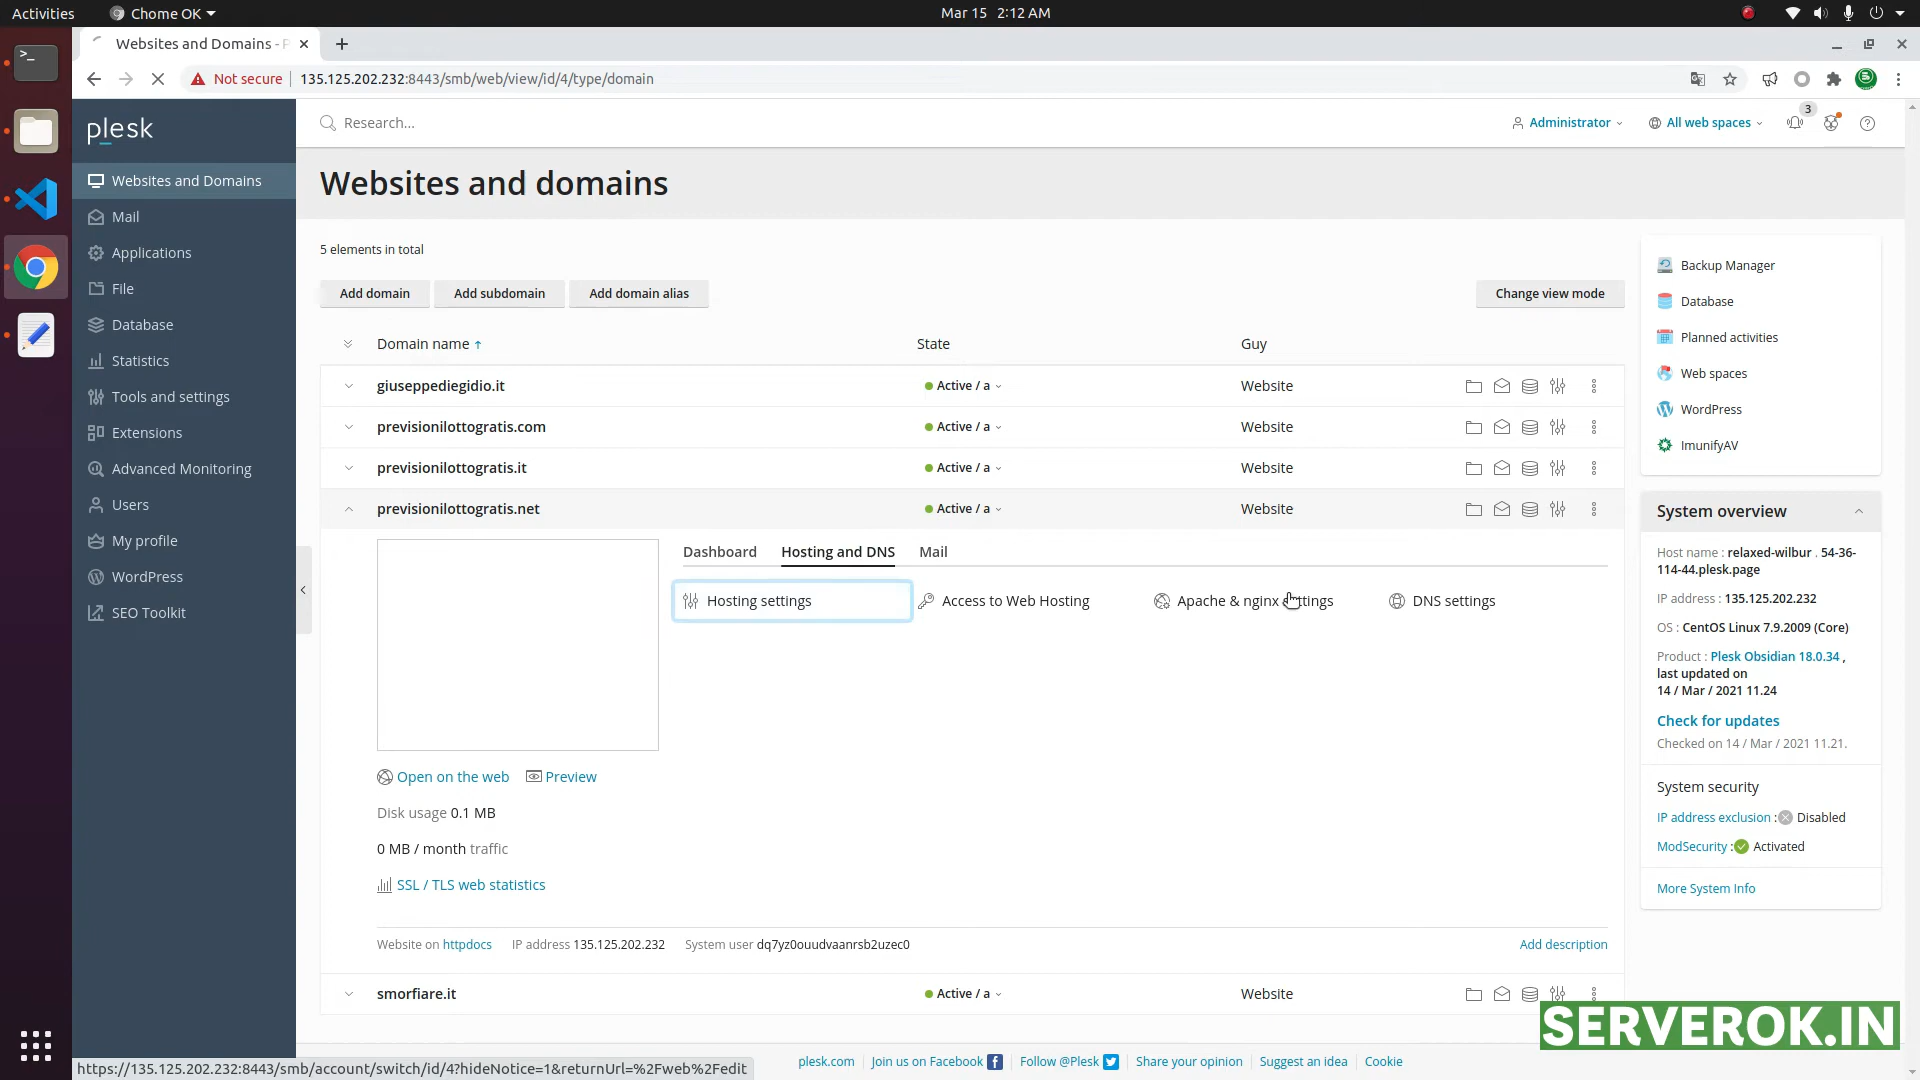 Activities
Chome OK
Mar 15 2:12 AM
Websites and Domains - P
Not secure
135.125.202.232:8443/smb/web/view/id/4/type/domain
plesk
Research...
Administrator
All web spaces
3
Websites and Domains
Mail
Applications
File
Database
Statistics
Tools and settings
Extensions
Advanced Monitoring
Users
My profile
WordPress
SEO Toolkit
Websites and domains
5 elements in total
Add domain
Add subdomain
Add domain alias
Change view mode
Domain name
State
Guy
giuseppediegidio.it
Active / a
Website
previsionilottogratis.com
Active / a
Website
previsionilottogratis.it
Active / a
Website
previsionilottogratis.net
Active / a
Website
Dashboard
Hosting and DNS
Mail
Hosting settings
Access to Web Hosting
Apache & nginx settings
DNS settings
Open on the web
Preview
Disk usage 0.1 MB
0 MB / month traffic
SSL / TLS web statistics
Website on httpdocs
IP address 135.125.202.232
System user dq7yz0ouudvaanrsb2uzec0
Add description
smorfiare.it
Active / a
Website
Backup Manager
Database
Planned activities
Web spaces
WordPress
ImunifyAV
System overview
Host name : relaxed-wilbur . 54-36-
114-44.plesk.page
IP address : 135.125.202.232
OS : CentOS Linux 7.9.2009 (Core)
Product : Plesk Obsidian 18.0.34 ,
last updated on
14 / Mar / 2021 11.24
Check for updates
Checked on 14 / Mar / 2021 11.21.
System security
IP address exclusion : Disabled
ModSecurity : Activated
More System Info
SERVEROK.IN
plesk.com
Join us on Facebook
Follow @Plesk
Share your opinion
Suggest an idea
Cookie
https://135.125.202.232:8443/smb/account/switch/id/4?hideNotice=1&returnUrl=%2Fweb%2Fedit